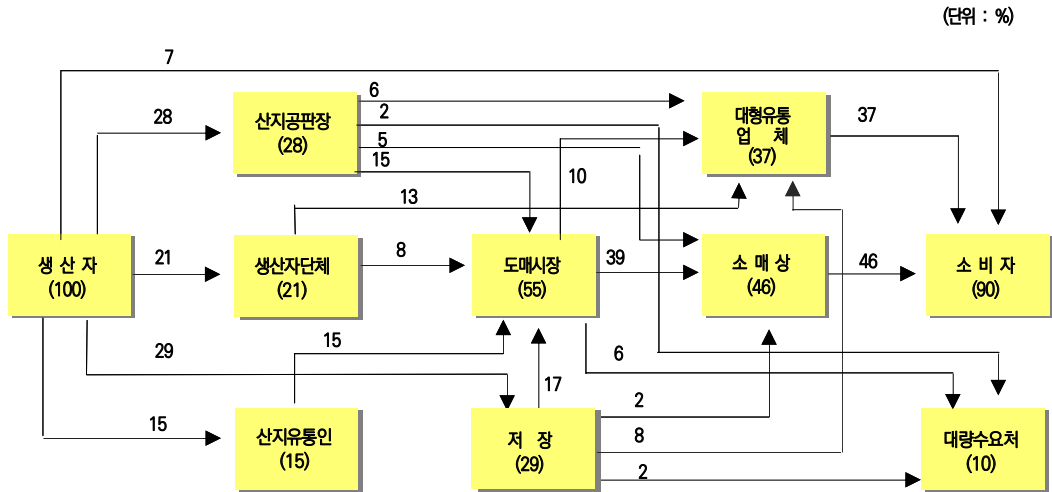 (단위 : %)
7
28
산지공판장
(28)
6
2
5
15
대형유통
업 체
(37)
37
10
13
생 산 자
(100)
21
생산자단체
(21)
8
도매시장
(55)
39
소 매 상
(46)
46
소 비 자
(90)
29
15
17
6
15
산지유통인
(15)
저 장
(29)
2
8
2
대량수요처
(10)